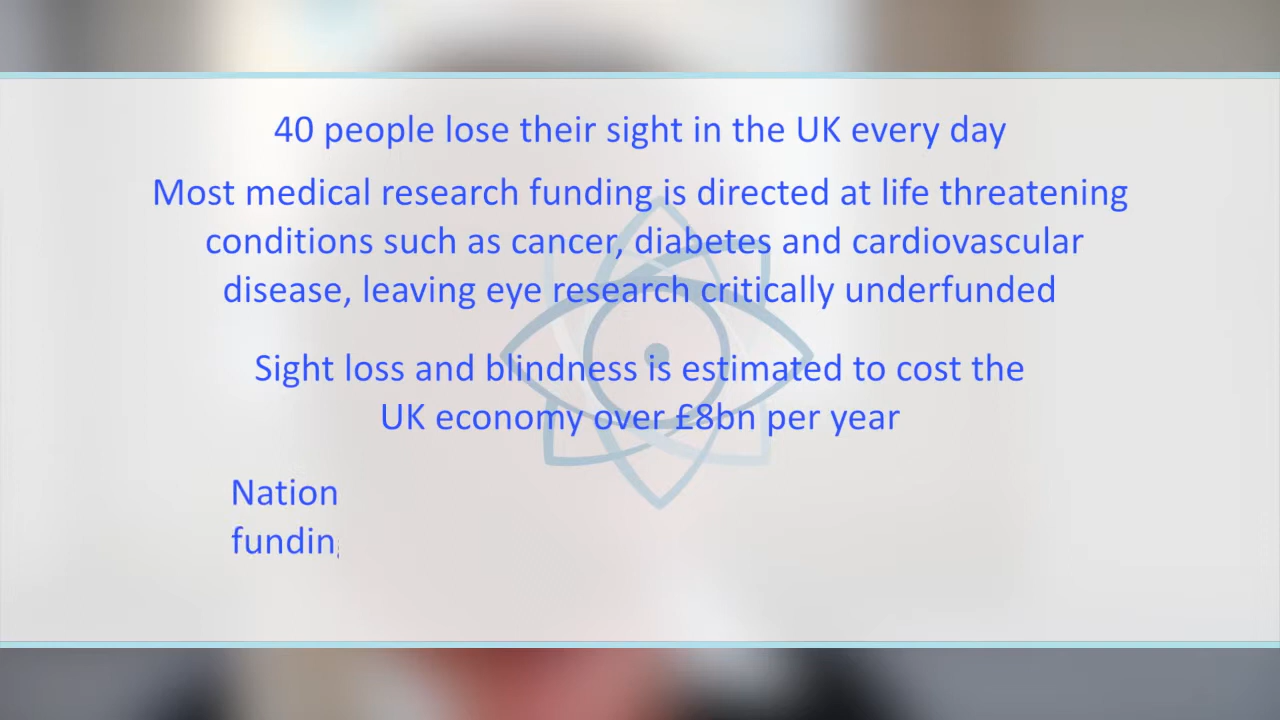 40 people lose their sight in the UK every day
Most medical research funding is directed at life threatening
conditions such as cancer, diabetes and cardiovascular
disease, leaving eye research critically underfunded
Sight loss and blindness is estimated to cost the
UK economy over £8bn per year
Nation
fundin